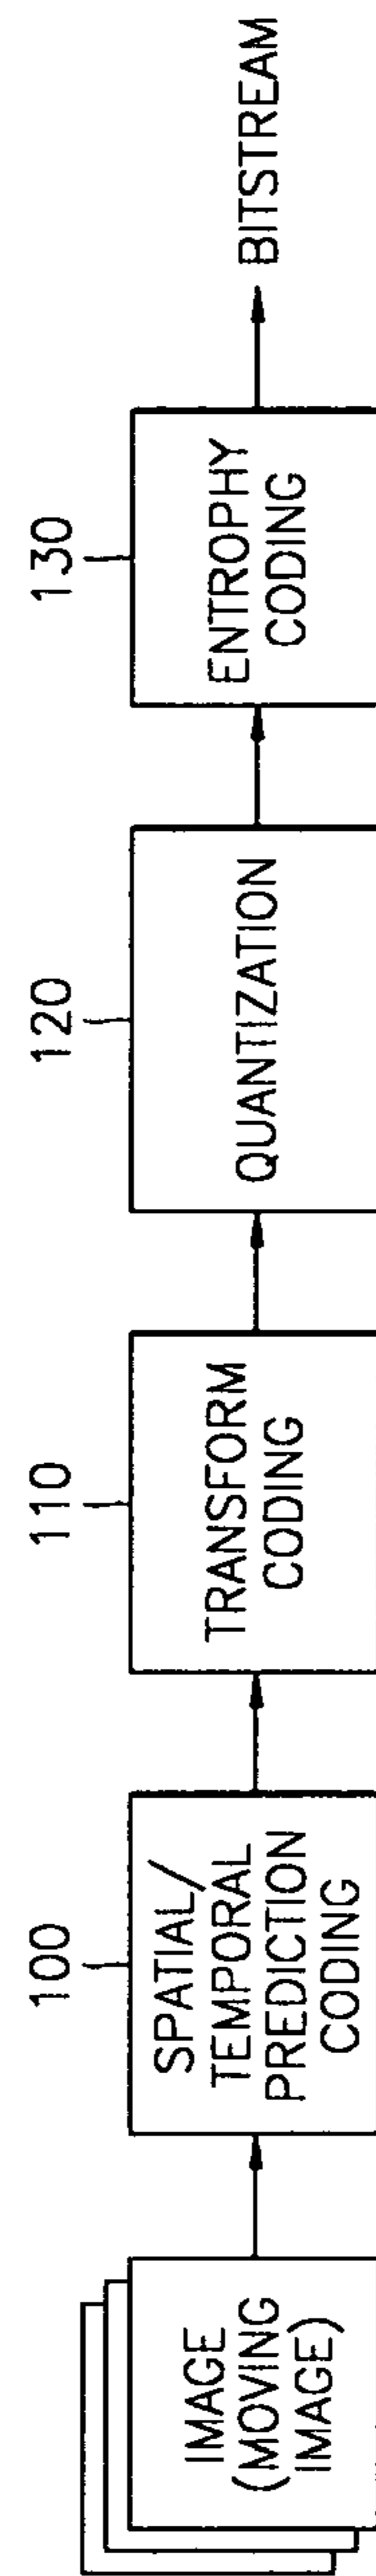 IMAGE
(MOVING
IMAGE)
100
SPATIAL/
TEMPORAL
PREDICTION
CODING
110
TRANSFORM
CODING
120
QUANTIZATION
130
ENTROPHY
CODING
BITSTREAM